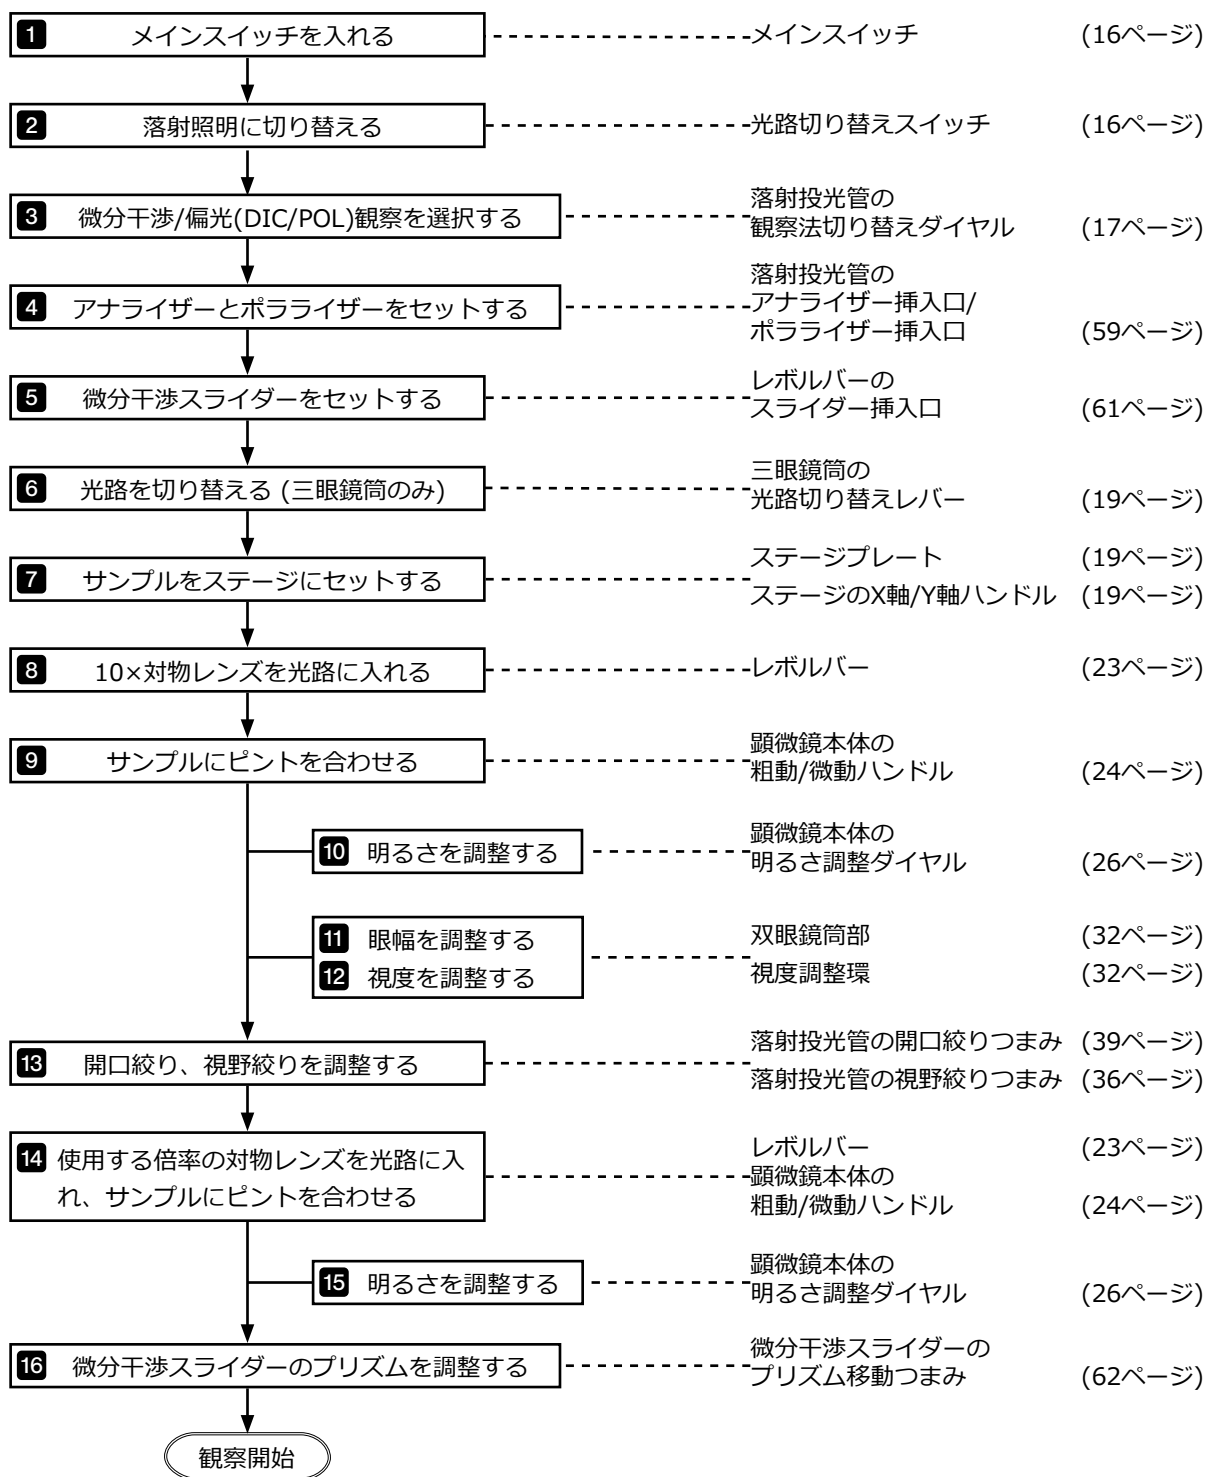 1 メインスイッチを入れる メインスイッチ (16ページ)
2 落射照明に切り替える 光路切り替えスイッチ (16ページ)
落射投光管の
3 微分干渉/偏光(DIC/POL)観察を選択する 観察法切り替えダイヤル (17ページ)
落射投光管の
4 アナライザーとポラライザーをセットする アナライザー挿入口/
ポラライザー挿入口 (59ページ)
レボルバーの
5 微分干渉スライダーをセットする スライダー挿入口 (61ページ)
三眼鏡筒の
6 光路を切り替える (三眼鏡筒のみ) 光路切り替えレバー (19ページ)
ステージプレート (19ページ)
7 サンプルをステージにセットする ステージのX軸/Y軸ハンドル (19ページ)
8 10×対物レンズを光路に入れる レボルバー (23ページ)
顕微鏡本体の
9 サンプルにピントを合わせる 粗動/微動ハンドル (24ページ)
顕微鏡本体の
10 明るさを調整する 明るさ調整ダイヤル (26ページ)
11 眼幅を調整する 双眼鏡筒部 (32ページ)
12 視度を調整する 視度調整環 (32ページ)
落射投光管の開口絞りつまみ (39ページ)
13 開口絞り、視野絞りを調整する 落射投光管の視野絞りつまみ (36ページ)
レボルバー (23ページ)
14 使用する倍率の対物レンズを光路に入 顕微鏡本体の
れ、サンプルにピントを合わせる 粗動/微動ハンドル (24ページ)
顕微鏡本体の
15 明るさを調整する 明るさ調整ダイヤル (26ページ)
微分干渉スライダーの
16 微分干渉スライダーのプリズムを調整する プリズム移動つまみ (62ページ)
観察開始